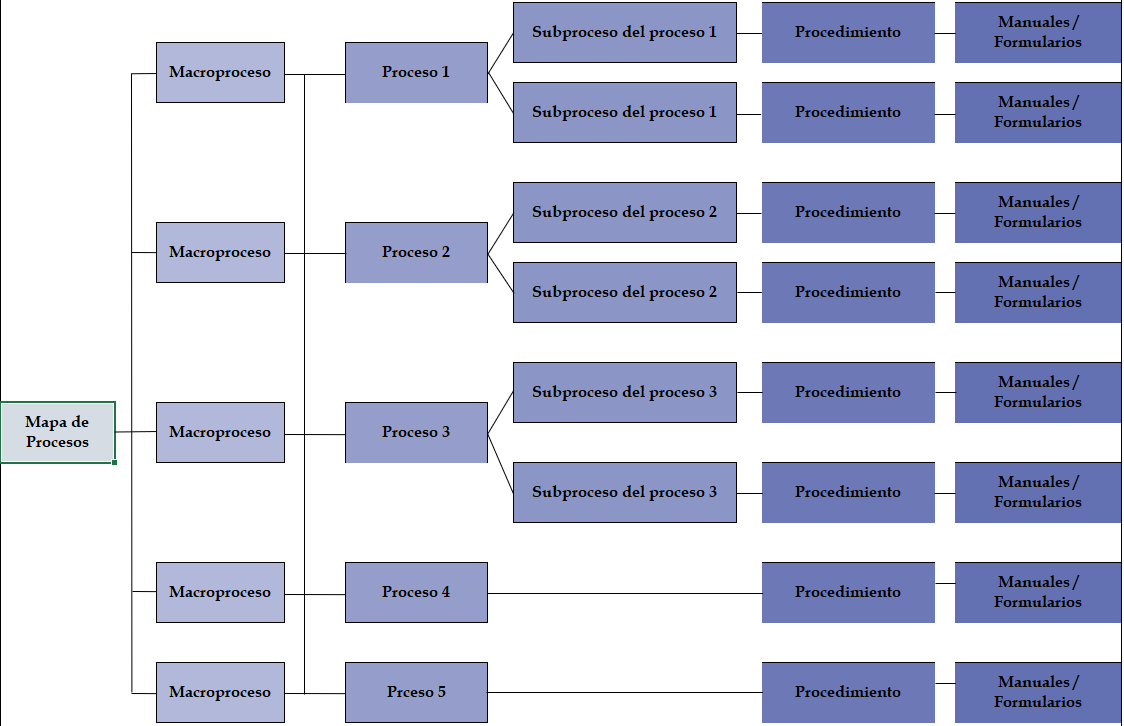 Subproceso del proceso 1
Procedimiento
Manuales/
Formularios
Macroproceso
Proceso 1
Subproceso del proceso 1
Procedimiento
Manuales/
Formularios
Subproceso del proceso 2
Procedimiento
Manuales/
Formularios
Macroproceso
Proceso 2
Subproceso del proceso 2
Procedimiento
Manuales/
Formularios
Subproceso del proceso 3
Procedimiento
Manuales/
Formularios
Mapa de
Procesos
Macroproceso
Proceso 3
Subproceso del proceso 3
Procedimiento
Manuales/
Formularios
Macroproceso
Proceso 4
Procedimiento
Manuales/
Formularios
Macroproceso
Prceso 5
Procedimiento
Manuales/
Formularios